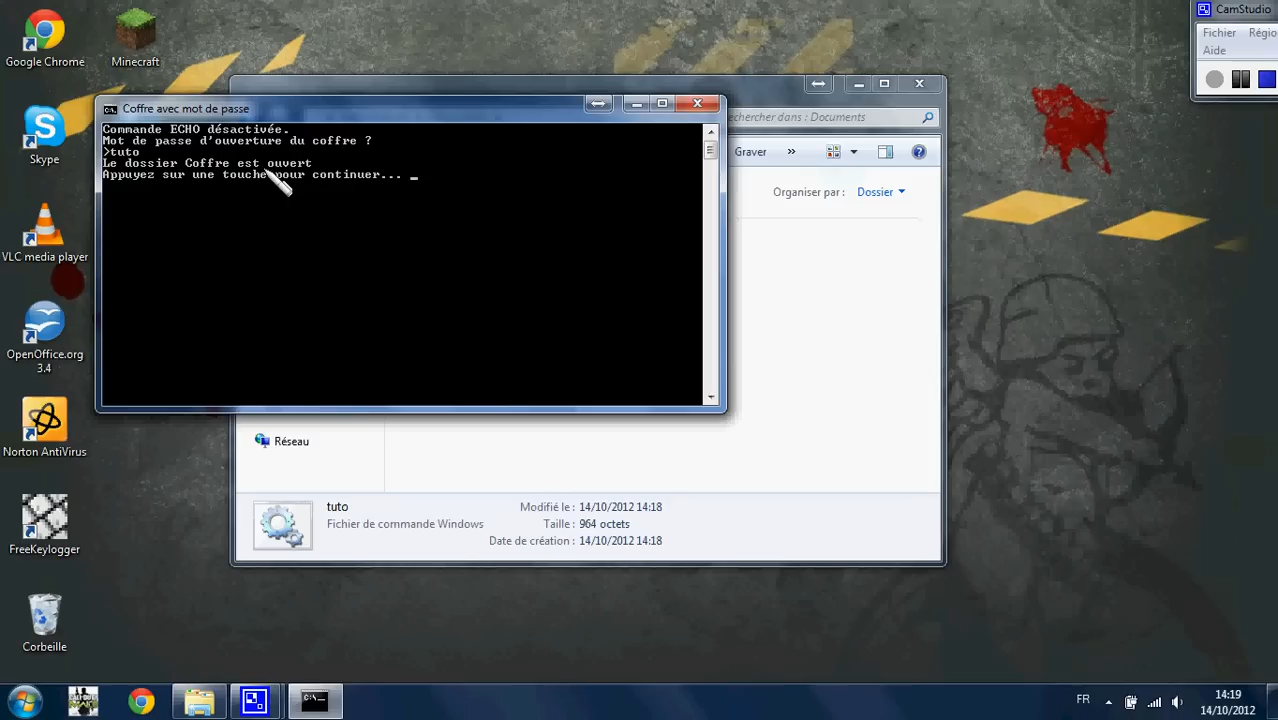 Google Chrome
Minecraft
Skype
VLC media player
OpenOffice.org
3.4
Norton AntiVirus
FreeKeylogger
Corbeille
CamStudio
Fichier Régio
Aide
Coffre avec mot de passe
Commande ECHO désactivée.
Mot de passe d'ouverture du coffre ?
>tuto
Le dossier Coffre est ouvert
Appuyez sur une touche pour continuer... _
echercher dans : Documents
Graver »
Organiser par : Dossier
Réseau
tuto
Fichier de commande Windows
Modifié le : 14/10/2012 14:18
Taille : 964 octets
Date de création : 14/10/2012 14:18
FR
14:19
14/10/2012